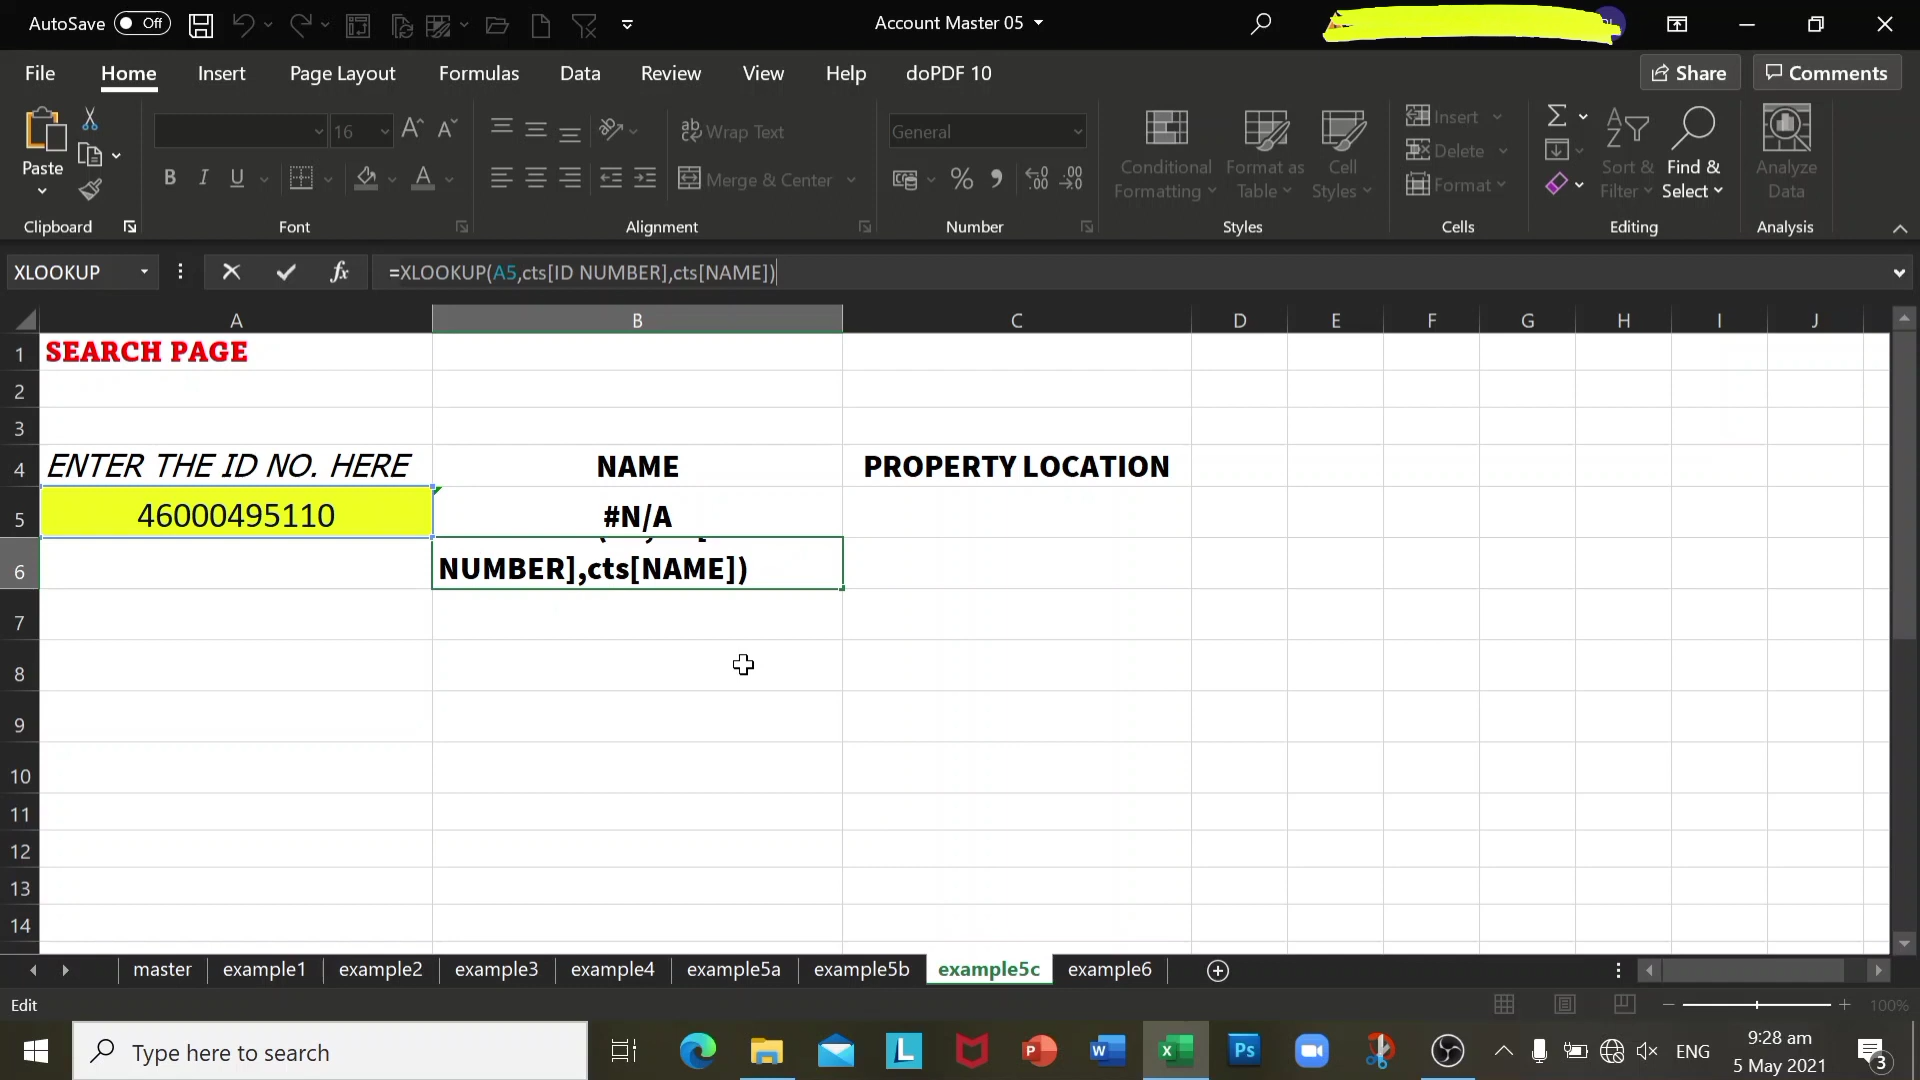 AutoSave Off
Account Master 05
File Home Insert Page Layout Formulas Data Review View Help doPDF 10
Share Comments
Paste
16
Wrap Text
Merge & Center
General
Conditional Formatting
Format as Table
Cell Styles
Insert
Delete
Format
Sort & Filter
Find & Select
Analyze Data
Clipboard Font Alignment Number Styles Cells Editing Analysis
XLOOKUP
fx
=XLOOKUP(A5,cts[ID NUMBER],cts[NAME])
A B C D E F G H I J
1 SEARCH PAGE
2
3
4 ENTER THE ID NO. HERE NAME PROPERTY LOCATION
5 46000495110 #N/A
6 NUMBER],cts[NAME])
7
8
9
10
11
12
13
14
master example1 example2 example3 example4 example5a example5b example5c example6
Edit
100%
Type here to search
ENG
9:28 am
5 May 2021
3